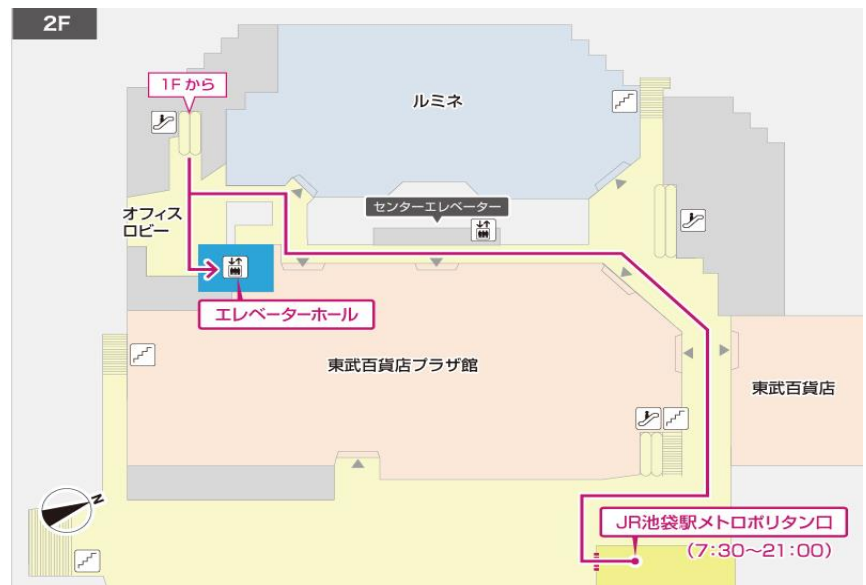 2F
1Fから
ルミネ
センターエレベーター
オフィス
ロビー
エレベーターホール
東武百貨店プラザ館
東武百貨店
N
JR池袋駅メトロポリタン口
(7:30～21:00)